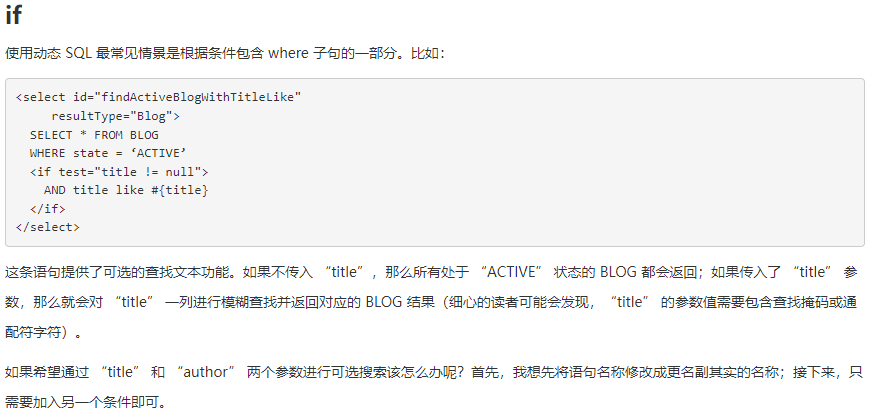 if
使用动态 SQL 最常见情景是根据条件包含 where 子句的一部分。比如：
<select id="findActiveBlogWithTitleLike"
     resultType="Blog">
  SELECT * FROM BLOG
  WHERE state = ‘ACTIVE’
  <if test="title != null">
    AND title like #{title}
  </if>
</select>
这条语句提供了可选的查找文本功能。如果不传入 “title”，那么所有处于 “ACTIVE” 状态的 BLOG 都会返回；如果传入了 “title” 参
数，那么就会对 “title” 一列进行模糊查找并返回对应的 BLOG 结果（细心的读者可能会发现，“title” 的参数值需要包含查找掩码或通
配符字符）。
如果希望通过 “title” 和 “author” 两个参数进行可选搜索该怎么办呢？首先，我想先将语句名称修改成更名副其实的名称；接下来，只
需要加入另一个条件即可。